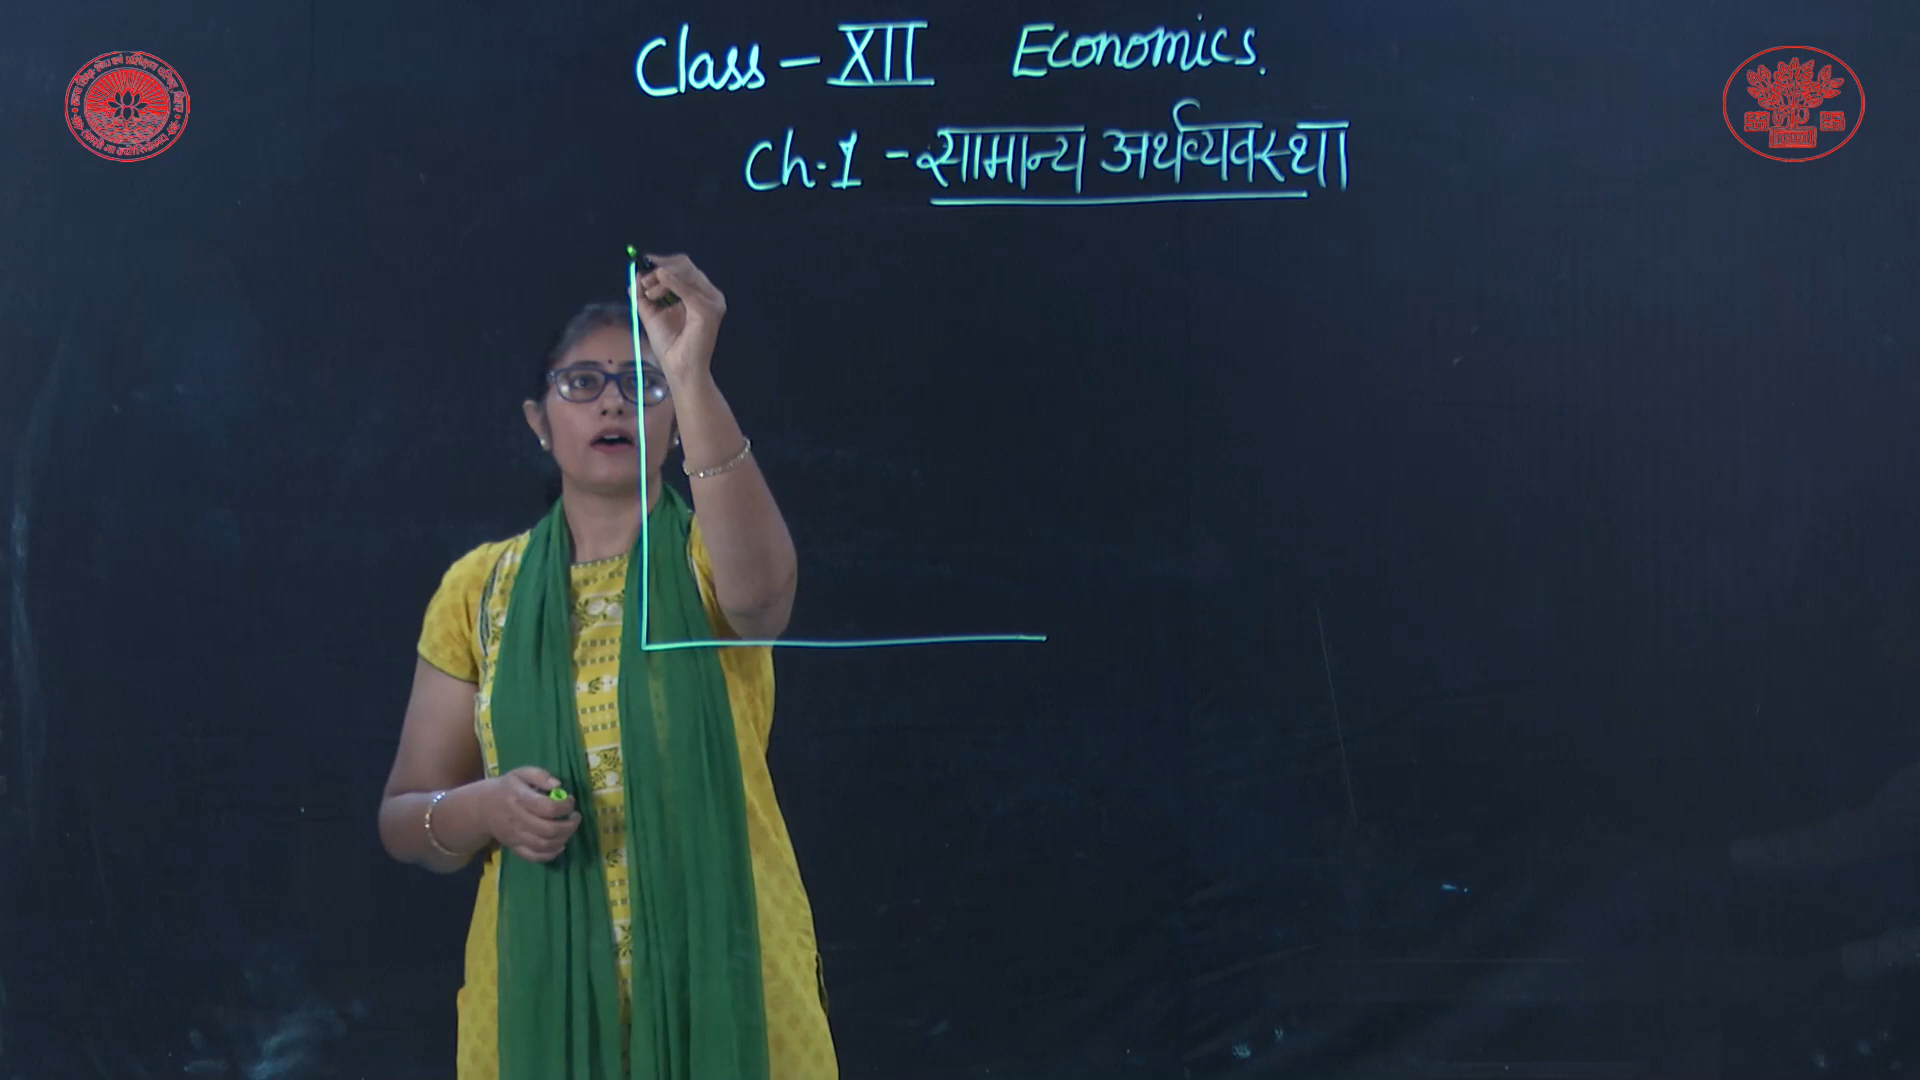 Class - XII Economics.
Ch.1 - सामान्य अर्थव्यवस्था